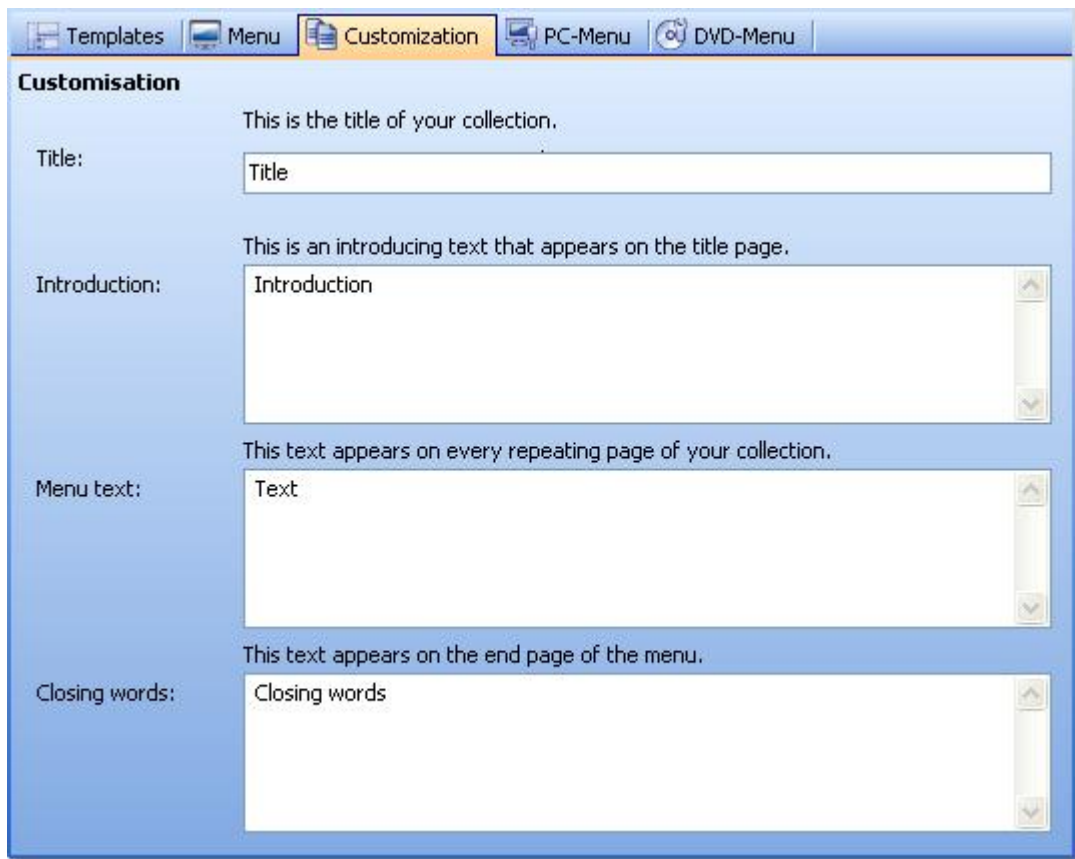 Templates Menu Customization PC-Menu DVD-Menu
Customisation
This is the title of your collection.
Title:
Title
This is an introducing text that appears on the title page.
Introduction:
Introduction
This text appears on every repeating page of your collection.
Menu text:
Text
This text appears on the end page of the menu.
Closing words:
Closing words